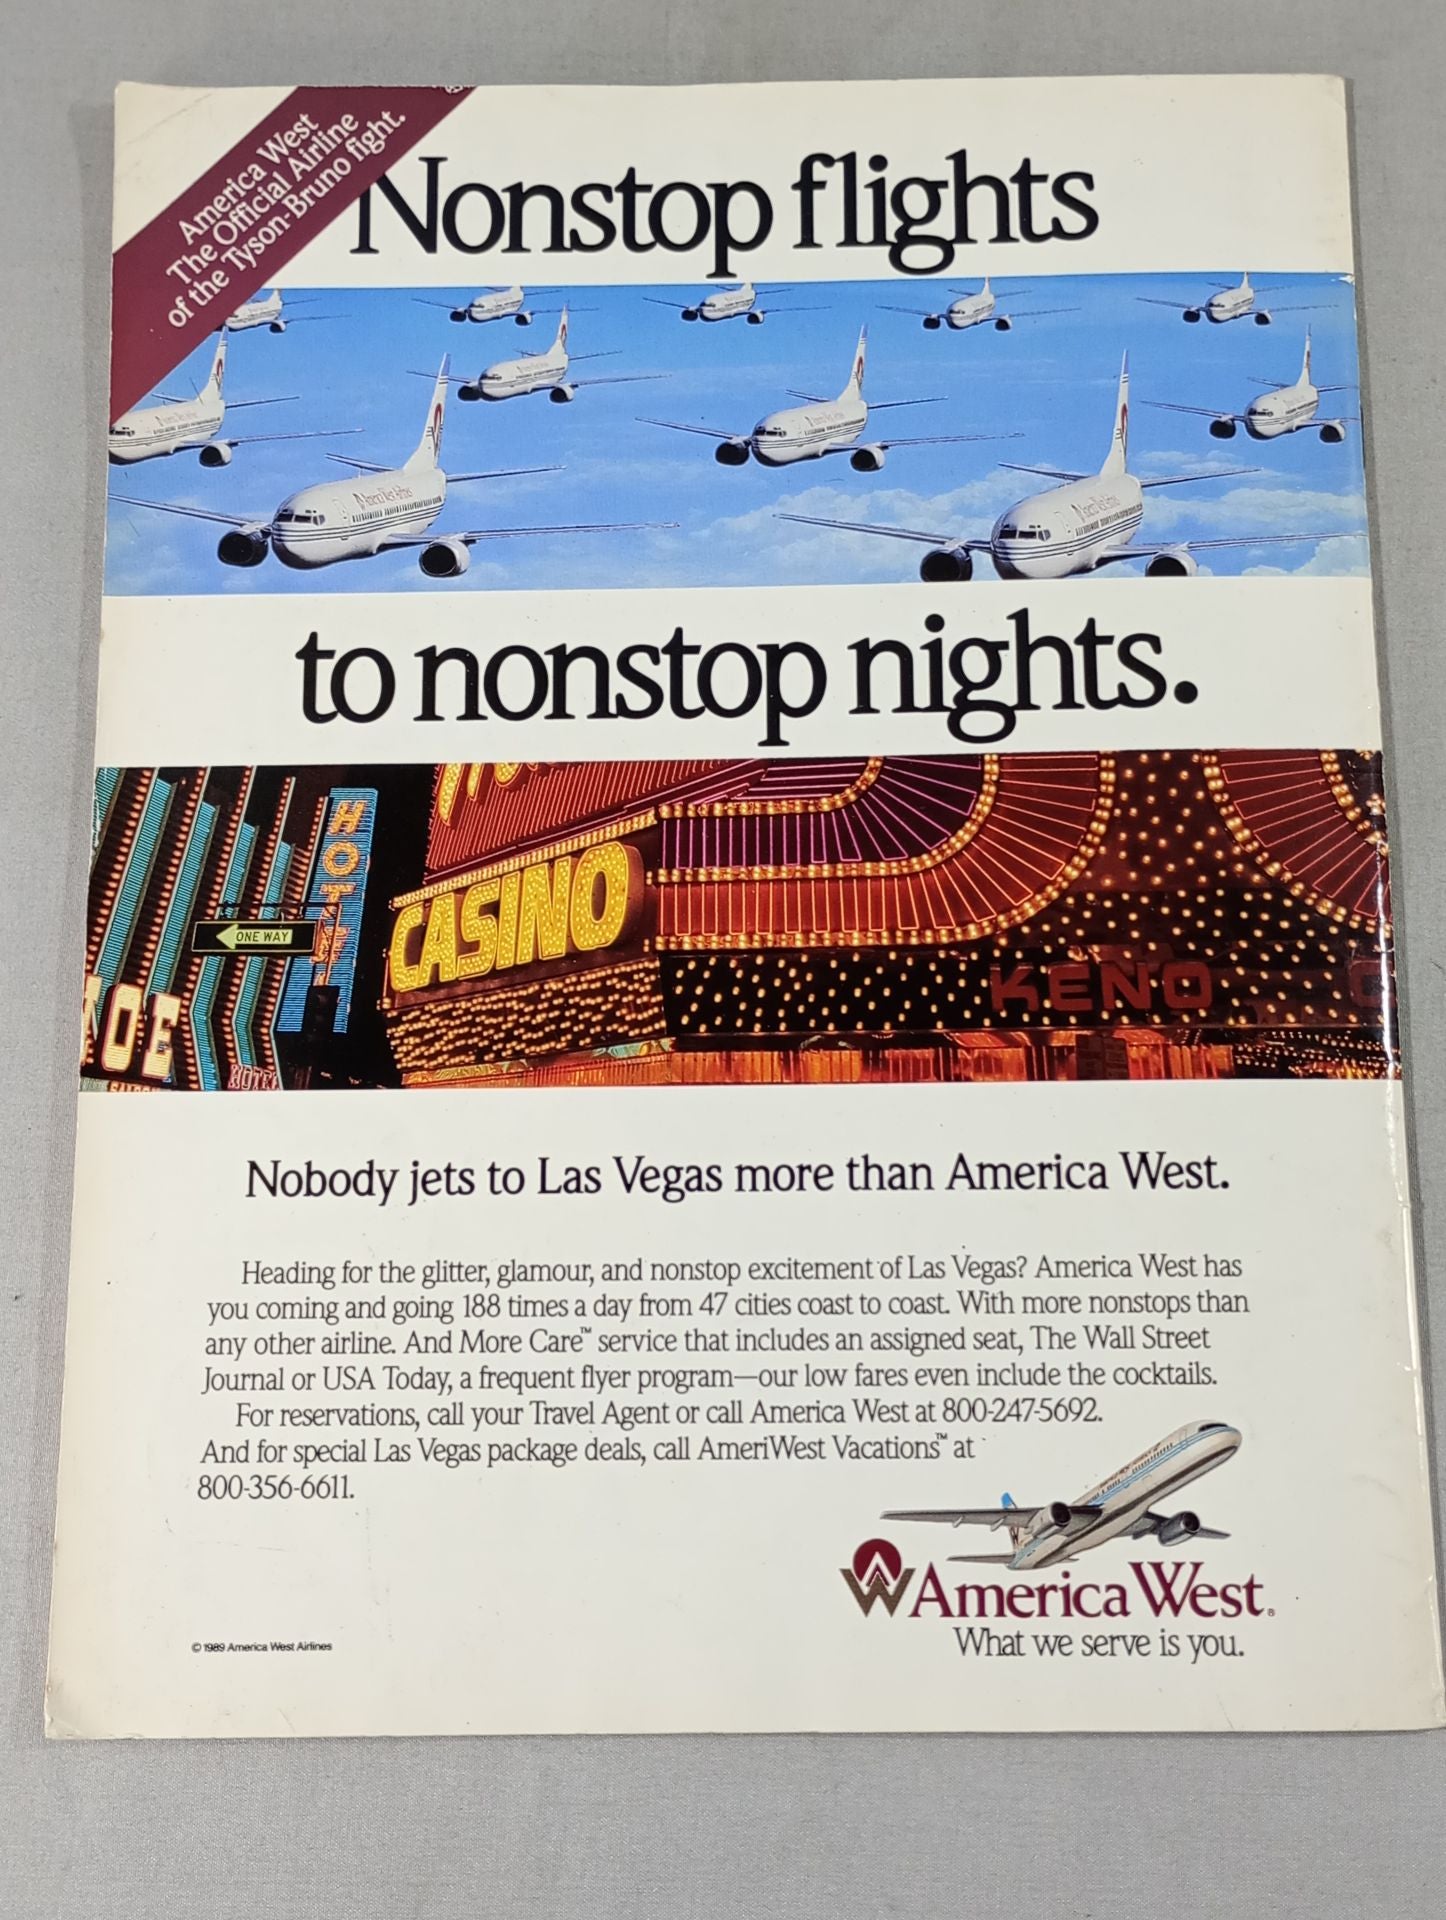 America West
The Official Airline
of the Tyson-Bruno fight.
Nonstop flights
America West Airlines
to nonstop nights.
HOTEL
CASINO
ONE WAY
KENO
OE
HOTEL
Nobody jets to Las Vegas more than America West.
Heading for the glitter, glamour, and nonstop excitement of Las Vegas? America West has
you coming and going 188 times a day from 47 cities coast to coast. With more nonstops than
any other airline. And More Care™ service that includes an assigned seat, The Wall Street
Journal or USA Today, a frequent flyer program—our low fares even include the cocktails.
For reservations, call your Travel Agent or call America West at 800-247-5692.
And for special Las Vegas package deals, call AmeriWest Vacations™ at
800-356-6611.
America West®
What we serve is you.
© 1989 America West Airlines